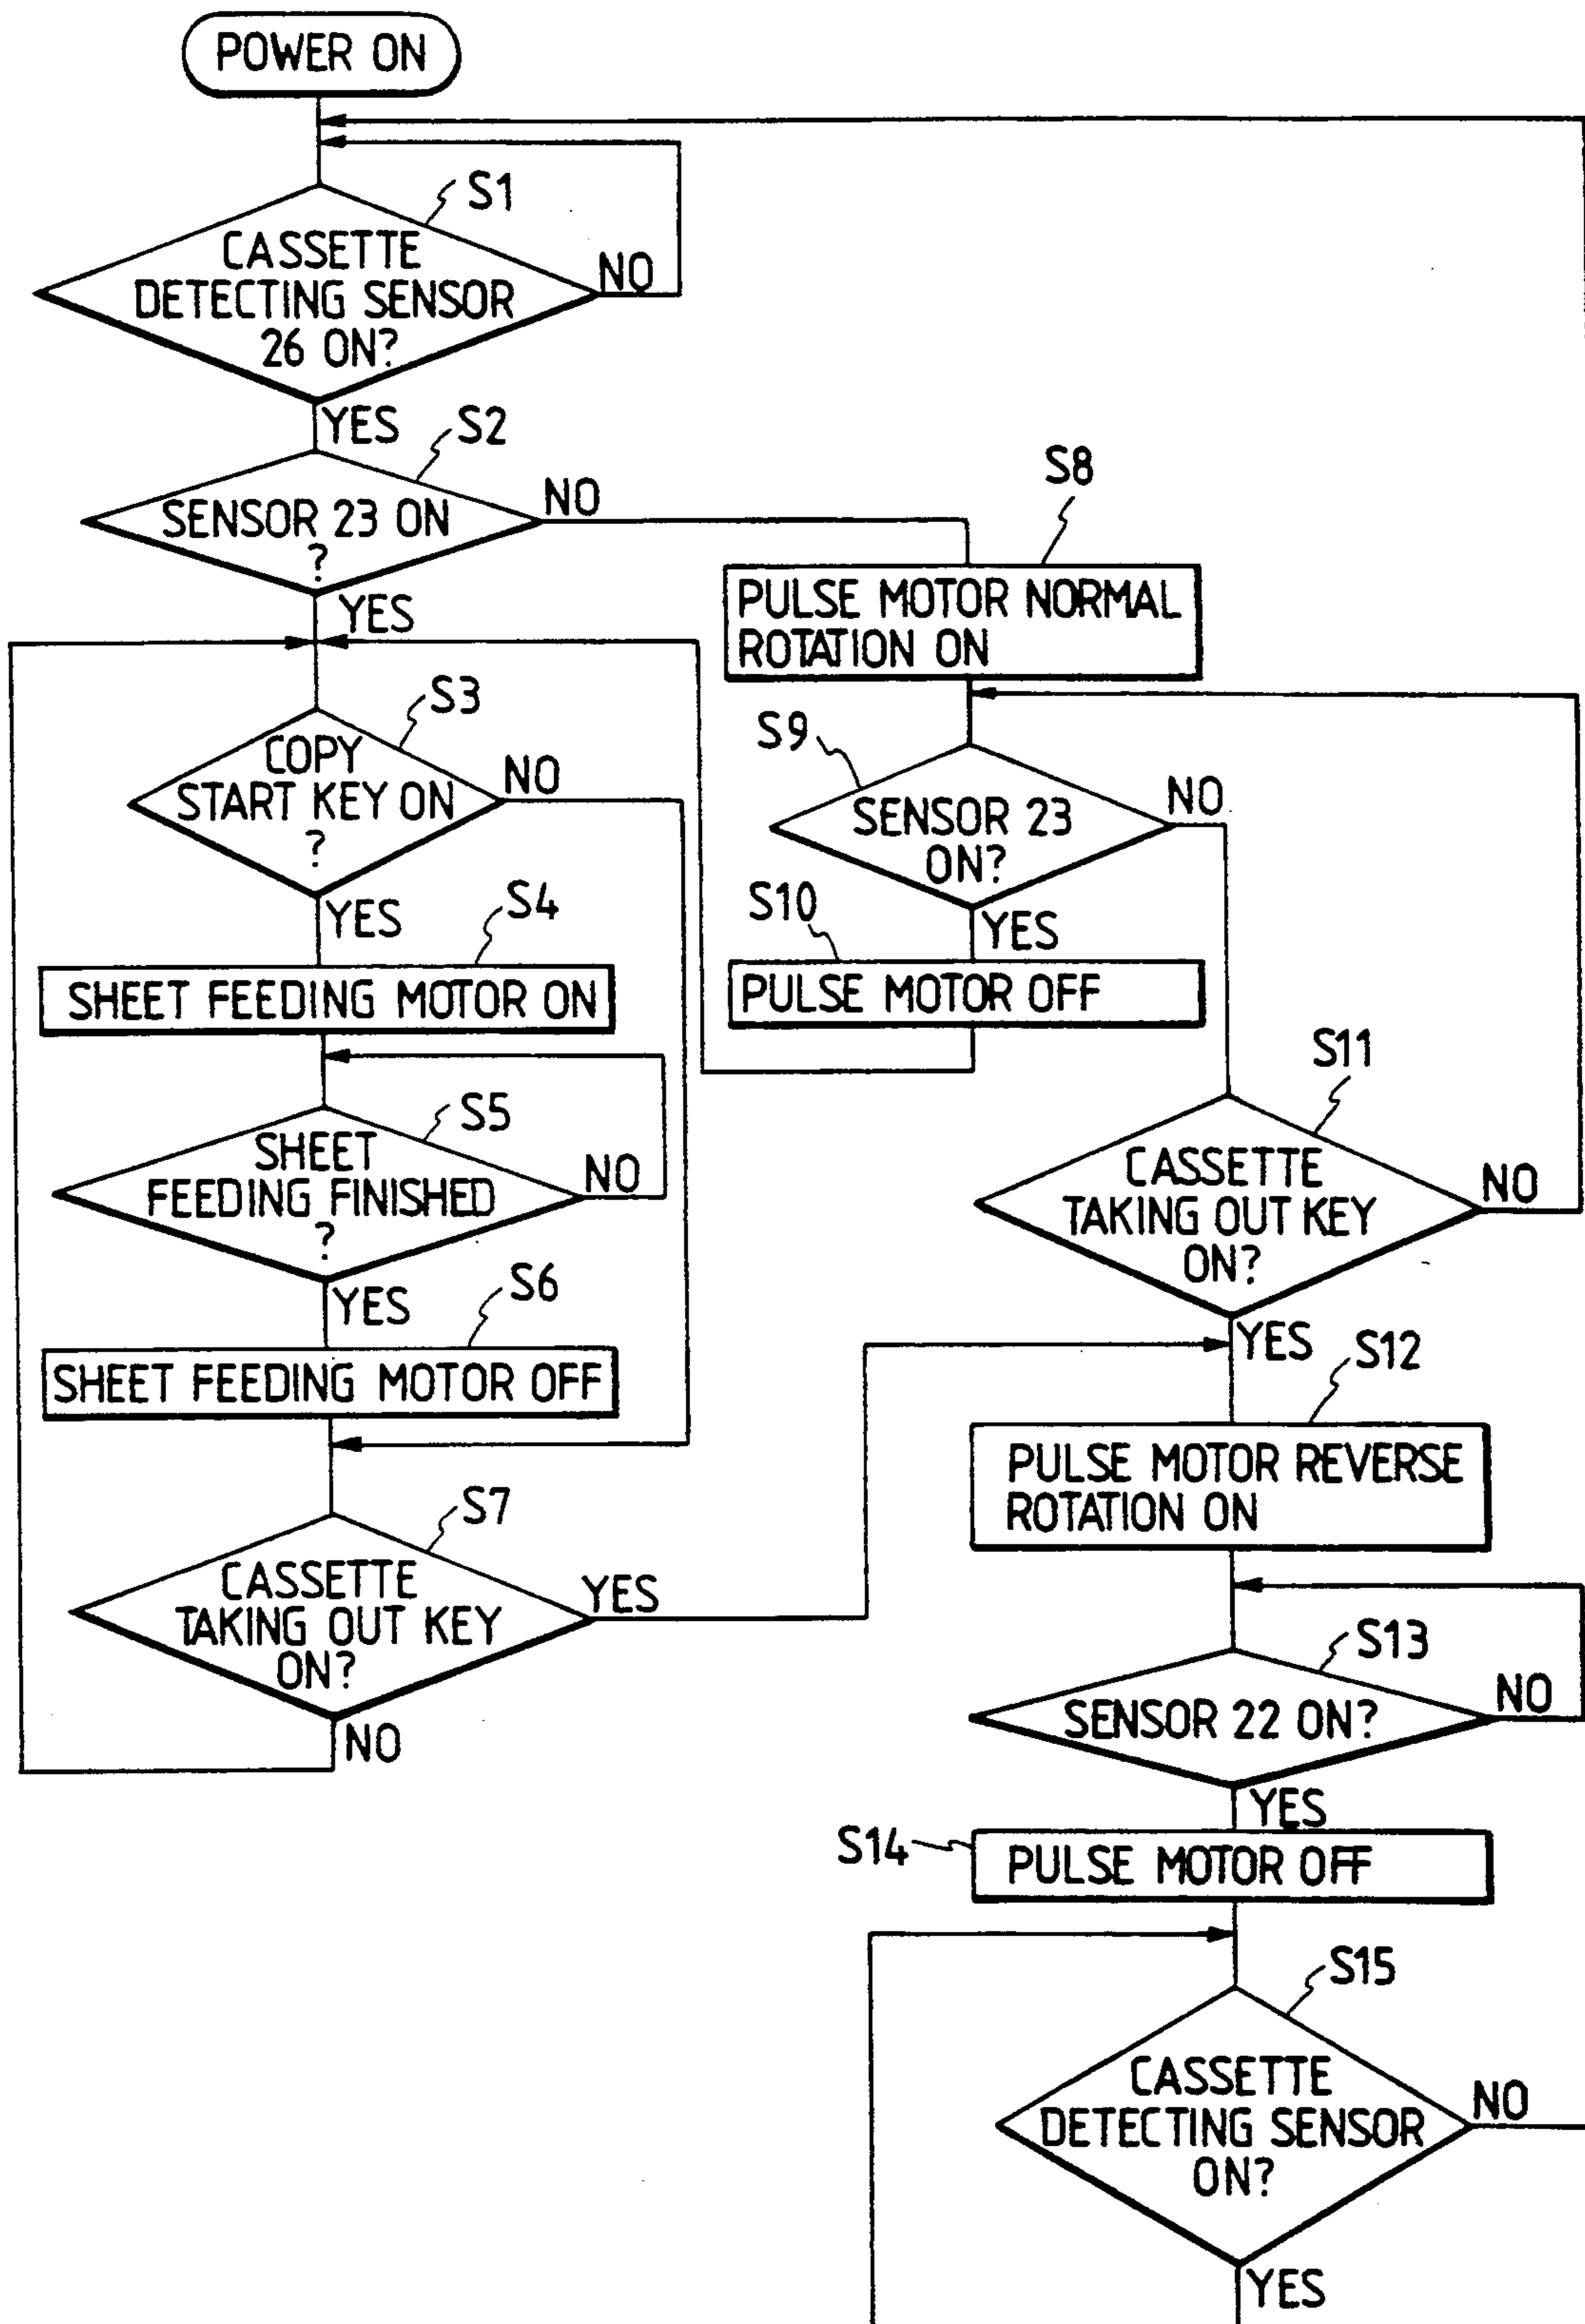 POWER ON
S1
CASSETTE
DETECTING SENSOR
26 ON?
NO
YES
S2
SENSOR 23 ON
?
NO
YES
S3
COPY
START KEY ON
?
NO
YES
S4
SHEET FEEDING MOTOR ON
S5
SHEET
FEEDING FINISHED
?
NO
YES
S6
SHEET FEEDING MOTOR OFF
S7
CASSETTE
TAKING OUT KEY
ON?
YES
NO
S8
PULSE MOTOR NORMAL
ROTATION ON
S9
SENSOR 23
ON?
NO
YES
S10
PULSE MOTOR OFF
S11
CASSETTE
TAKING OUT KEY
ON?
NO
YES
S12
PULSE MOTOR REVERSE
ROTATION ON
S13
SENSOR 22 ON?
NO
YES
S14
PULSE MOTOR OFF
S15
CASSETTE
DETECTING SENSOR
ON?
NO
YES